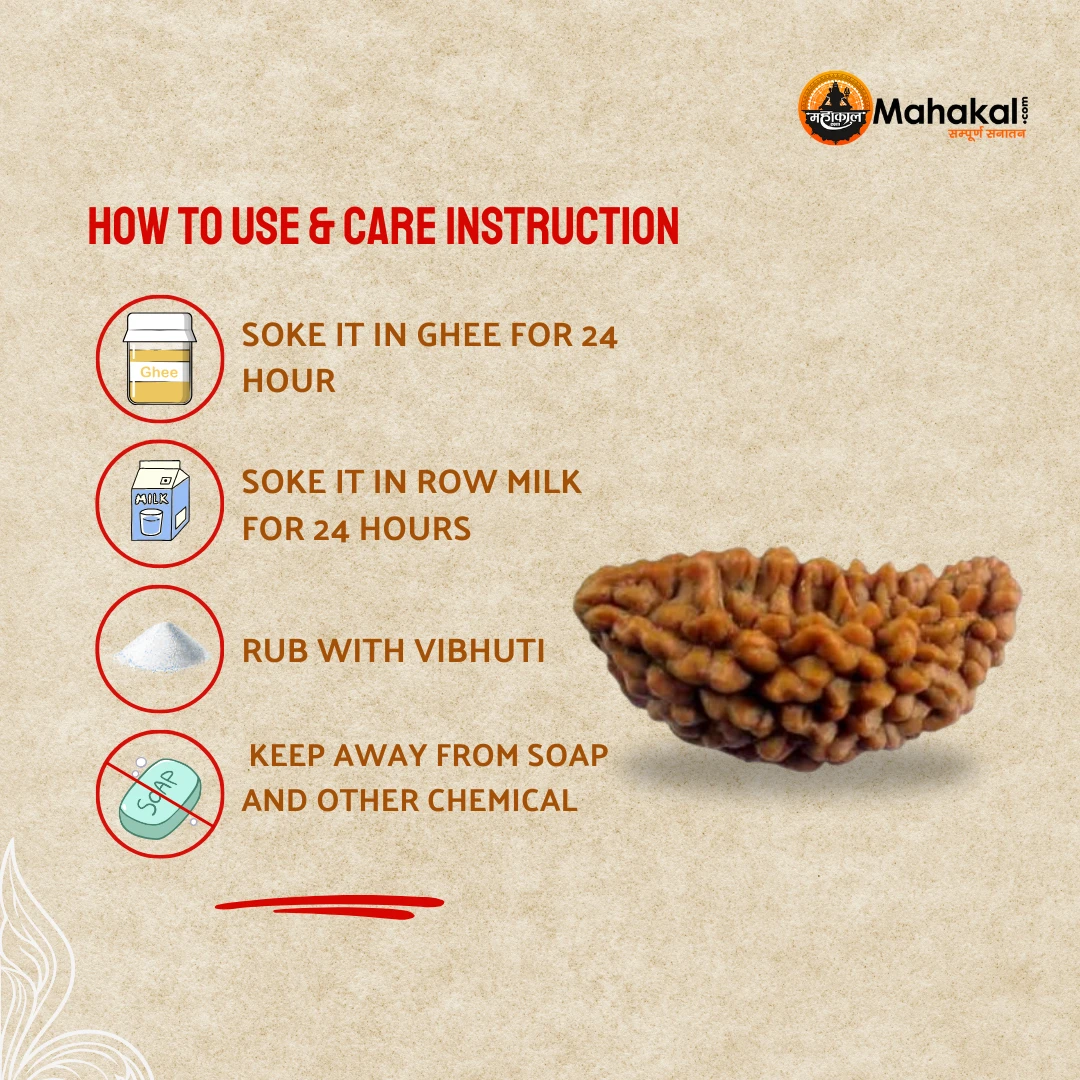 महाकाल
.com
Mahakal.com
सम्पूर्ण सनातन
HOW TO USE & CARE INSTRUCTION
Ghee
SOKE IT IN GHEE FOR 24
HOUR
MILK
SOKE IT IN ROW MILK
FOR 24 HOURS
RUB WITH VIBHUTI
SOAP
KEEP AWAY FROM SOAP
AND OTHER CHEMICAL